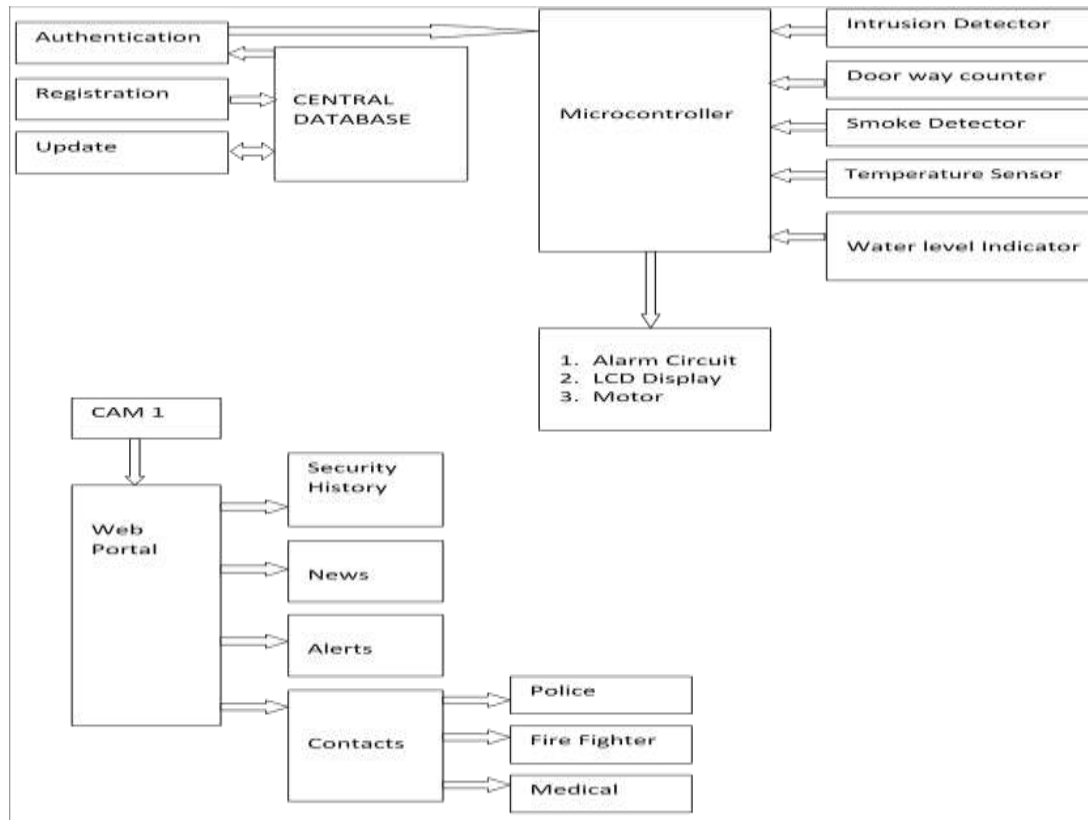 Authentication
Registration
Update
CENTRAL
DATABASE
Microcontroller
Intrusion Detector
Door way counter
Smoke Detector
Temperature Sensor
Water level Indicator
1. Alarm Circuit
2. LCD Display
3. Motor
CAM 1
Web
Portal
Security
History
News
Alerts
Contacts
Police
Fire Fighter
Medical